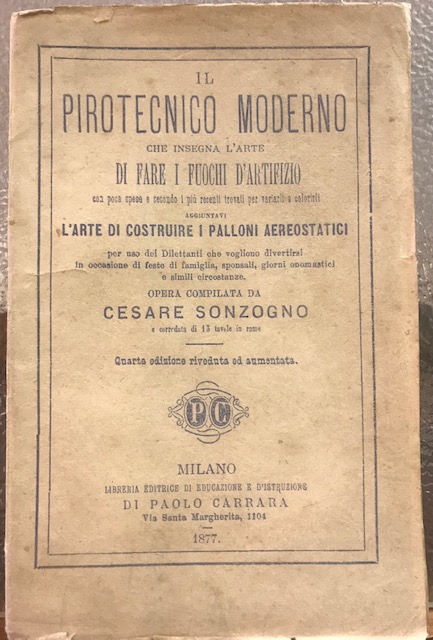 IL
PIROTECNICO MODERNO
CHE INSEGNA L'ARTE
DI FARE I FUOCHI D'ARTIFIZIO
con poca spesa e secondo i più recenti trovati per variarli e colorirli
AGGIUNTAVI
L'ARTE DI COSTRUIRE I PALLONI AEREOSTATICI
per uso dei Dilettanti che vogliono divertirsi
in occasione di feste di famiglia, sponsali, giorni onomastici
e simili circostanze.
OPERA COMPILATA DA
CESARE SONZOGNO
e corredata di 15 tavole in rame
Quarta edizione riveduta ed aumentata.
PC
MILANO
LIBRERIA EDITRICE DI EDUCAZIONE E D'ISTRUZIONE
DI PAOLO CARRARA
Via Santa Margherita, 1104
1877.